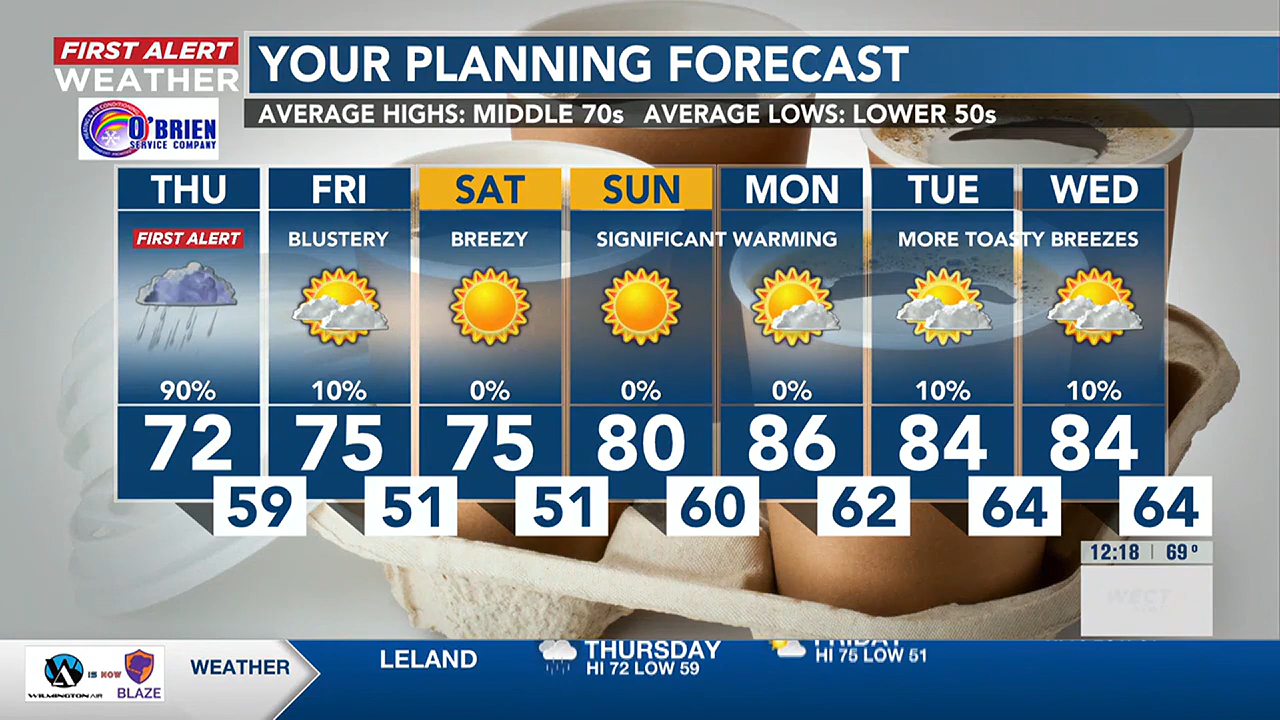 FIRST ALERT
WEATHER
YOUR PLANNING FORECAST
AVERAGE HIGHS: MIDDLE 70s AVERAGE LOWS: LOWER 50s
O'BRIEN
SERVICE COMPANY
THU FRI SAT SUN MON TUE WED
FIRST ALERT BLUSTERY BREEZY SIGNIFICANT WARMING MORE TOASTY BREEZES
90% 10% 0% 0% 0% 10% 10%
72 75 75 80 86 84 84
59 51 51 60 62 64 64
12:18 | 69°
WECT
WILMINGTON AIR IS NOW BLAZE
WEATHER
LELAND
THURSDAY
HI 72 LOW 59
FRIDAY
HI 75 LOW 51